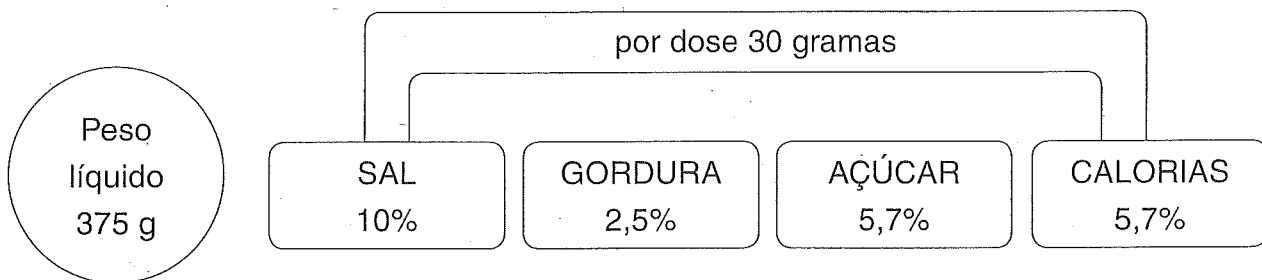 por dose 30 gramas
Peso
líquido
375 g
SAL
10%
GORDURA
2,5%
AÇÚCAR
5,7%
CALORIAS
5,7%